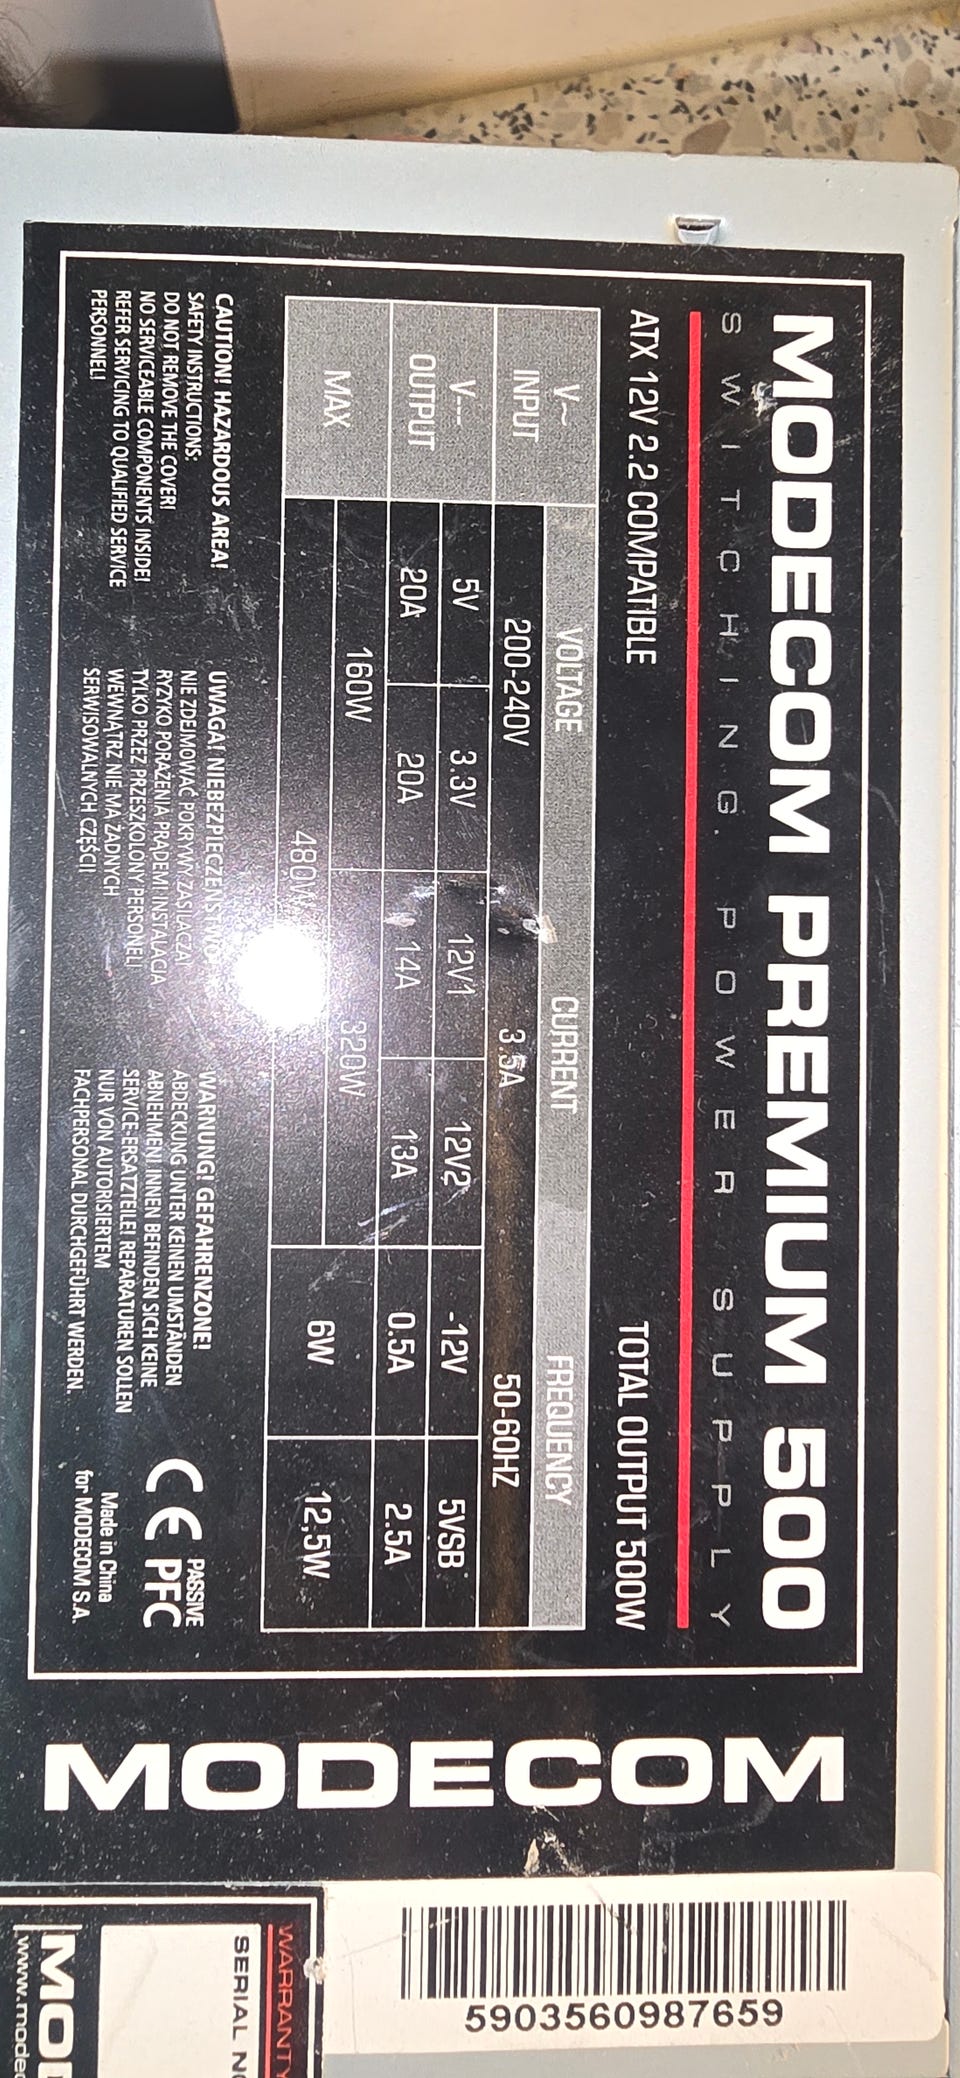 MODECOM PREMIUM 500
SWITCHING POWER SUPPLY
ATX 12V 2.2 COMPATIBLE TOTAL OUTPUT 500W
V~ INPUT VOLTAGE CURRENT FREQUENCY
200-240V 3.5A 50-60HZ
V--- OUTPUT 5V 3.3V 12V1 12V2 -12V 5VSB
20A 20A 14A 13A 0.5A 2.5A
MAX 160W 320W 6W 12,5W
480W
CAUTION! HAZARDOUS AREA!
SAFETY INSTRUCTIONS:
DO NOT REMOVE THE COVER!
NO SERVICEABLE COMPONENTS INSIDE!
REFER SERVICING TO QUALIFIED SERVICE
PERSONNEL!
UWAGA! NIEBEZPIECZEŃSTWO!
NIE ZDEJMOWAĆ POKRYWY ZASILACZA!
RYZYKO PORAŻENIA PRĄDEM! INSTALACJA
TYLKO PRZEZ PRZESZKOLONY PERSONEL!
WEWNĄTRZ NIE MA ŻADNYCH
SERWISOWALNYCH CZĘŚCI!
WARNUNG! GEFAHRENZONE!
ABDECKUNG UNTER KEINEN UMSTÄNDEN
ABNEHMEN! INNEN BEFINDEN SICH KEINE
SERVICE-ERSATZTEILE! REPARATUREN SOLLEN
NUR VON AUTORISIERTEM
FACHPERSONAL DURCHGEFÜHRT WERDEN.
CE PASSIVE
PFC
Made in China
for MODECOM S.A.
MODECOM
5903560987659
WARRANTY
SERIAL